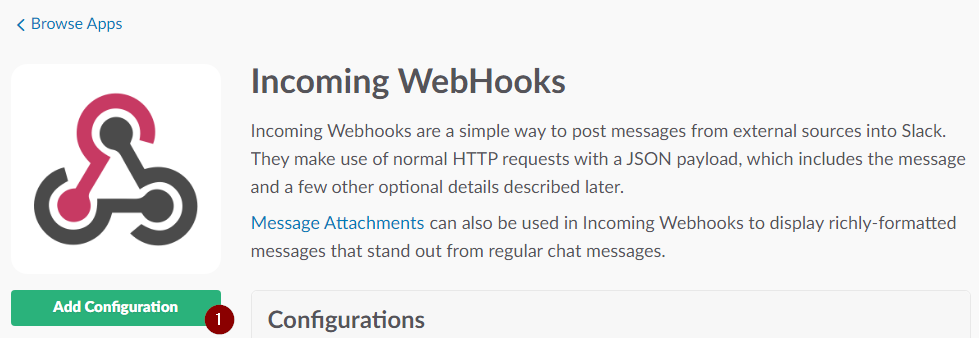 Browse Apps
Incoming WebHooks
Incoming Webhooks are a simple way to post messages from external sources into Slack.
They make use of normal HTTP requests with a JSON payload, which includes the message
and a few other optional details described later.
Message Attachments can also be used in Incoming Webhooks to display richly-formatted
messages that stand out from regular chat messages.
Add Configuration
1
Configurations